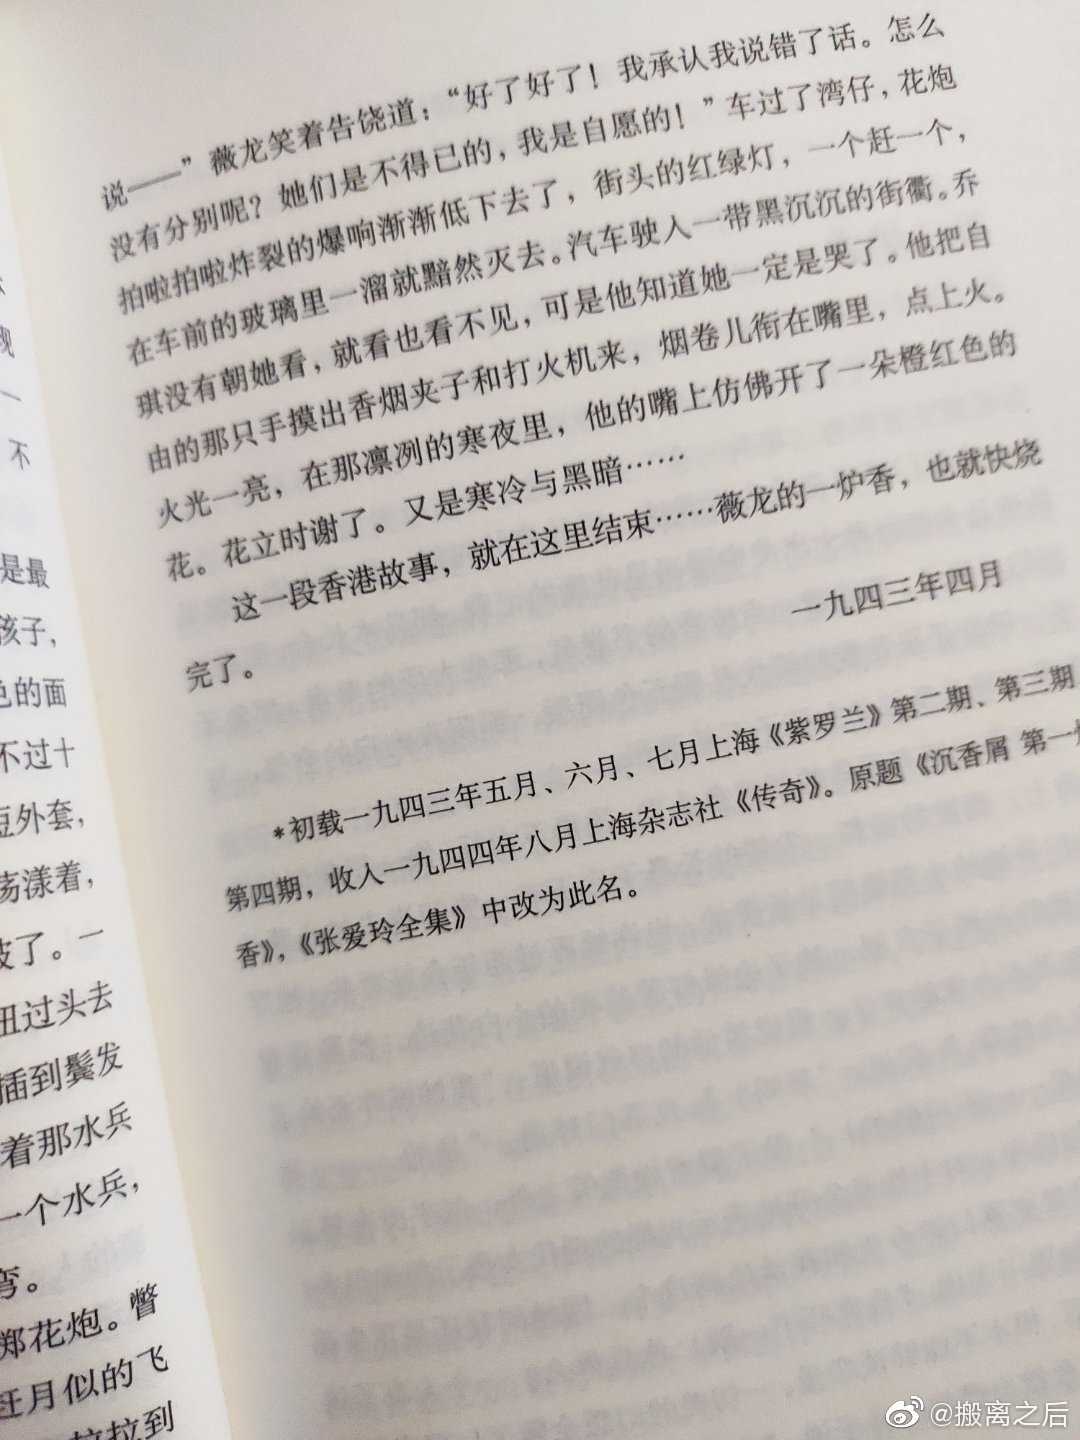 不
是最
孩子，
色的面
不过十
短外套，
荡漾着，
皮了。一
扭过头去
插到鬓发
着那水兵
一个水兵，
弯。
掷花炮。瞥
赶月似的飞
拉到
说——”薇龙笑着告饶道：“好了好了！我承认我说错了话。怎么
没有分别呢？她们是不得已的，我是自愿的！”车过了湾仔，花炮
拍啦拍啦炸裂的爆响渐渐低下去了，街头的红绿灯，一个赶一个，
在车前的玻璃里一溜就黯然灭去。汽车驶入一带黑沉沉的街衢。乔
琪没有朝她看，就看也看不见，可是他知道她一定是哭了。他把自
由的那只手摸出香烟夹子和打火机来，烟卷儿衔在嘴里，点上火。
火光一亮，在那凛冽的寒夜里，他的嘴上仿佛开了一朵橙红色的
花。花立时谢了。又是寒冷与黑暗……
这一段香港故事，就在这里结束……薇龙的一炉香，也就快烧
完了。
一九四三年四月
*初载一九四三年五月、六月、七月上海《紫罗兰》第二期、第三期、
第四期，收入一九四四年八月上海杂志社《传奇》。原题《沉香屑 第一炉
香》，《张爱玲全集》中改为此名。
@搬离之后